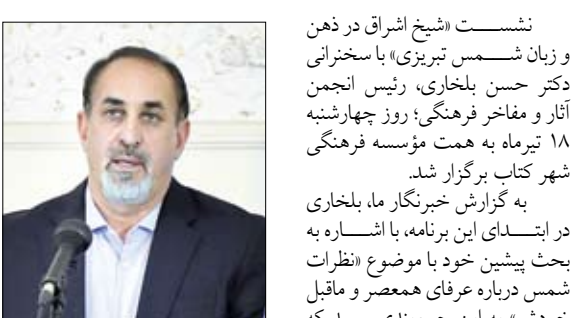 نشست «شیخ اشراق در ذهن
و زبان شمس تبریزی» با سخنرانی
دکتر حسن بلخاری، رئیس انجمن
آثار و مفاخر فرهنگی؛ روز چهارشنبه
۱۸ تیرماه به همت مؤسسه فرهنگی
شهر کتاب برگزار شد.
به گزارش خبرنگار ما، بلخاری
در ابتدای این برنامه، با اشاره به
بحث پیشین خود با موضوع «نظرات
شمس درباره عرفای همعصر و ماقبل